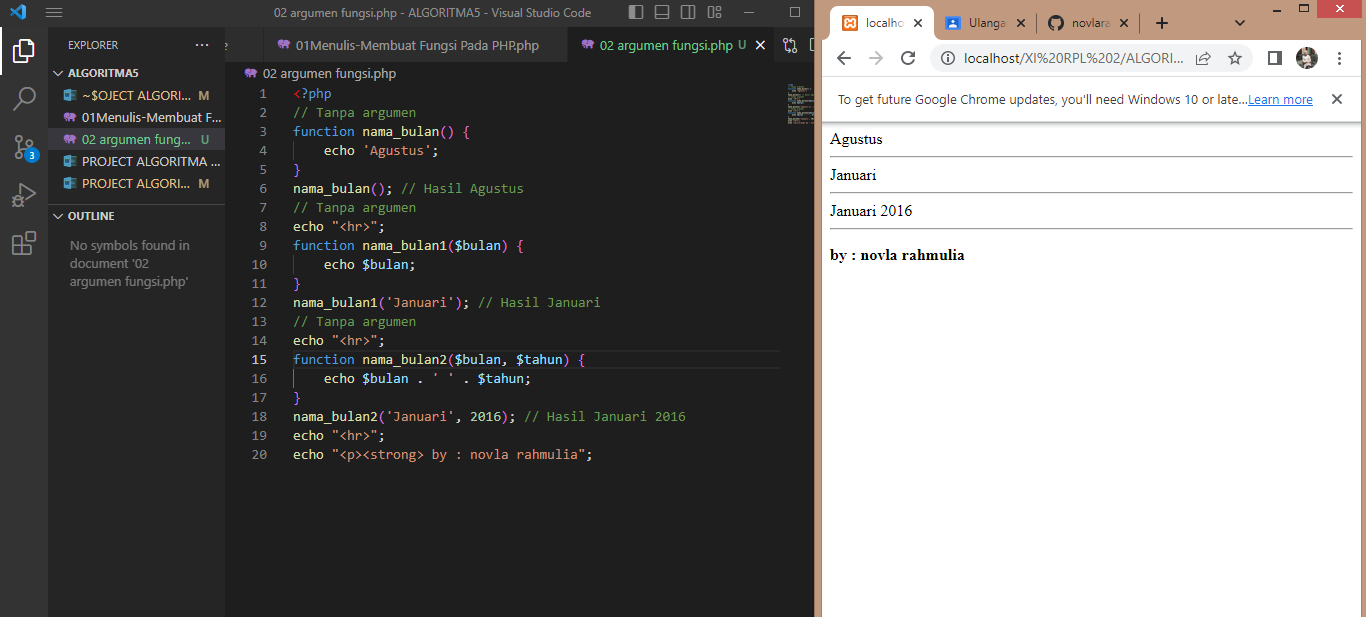 02 argumen fungsi.php - ALGORITMA5 - Visual Studio Code
EXPLORER
ALGORITMA5
~$OJECT ALGORI... M
01Menulis-Membuat F...
02 argumen fung... U
PROJECT ALGORITMA ...
PROJECT ALGORI... M
3
OUTLINE
No symbols found in
document '02
argumen fungsi.php'
e
01Menulis-Membuat Fungsi Pada PHP.php
02 argumen fungsi.php U
02 argumen fungsi.php
1 <?php
2 // Tanpa argumen
3 function nama_bulan() {
4 echo 'Agustus';
5 }
6 nama_bulan(); // Hasil Agustus
7 // Tanpa argumen
8 echo "<hr>";
9 function nama_bulan1($bulan) {
10 echo $bulan;
11 }
12 nama_bulan1('Januari'); // Hasil Januari
13 // Tanpa argumen
14 echo "<hr>";
15 function nama_bulan2($bulan, $tahun) {
16 echo $bulan . ' ' . $tahun;
17 }
18 nama_bulan2('Januari', 2016); // Hasil Januari 2016
19 echo "<hr>";
20 echo "<p><strong> by : novla rahmulia";
localho
Ulanga
novlara
localhost/XI%20RPL%202/ALGORI...
To get future Google Chrome updates, you'll need Windows 10 or late...Learn more
Agustus
Januari
Januari 2016
by : novla rahmulia